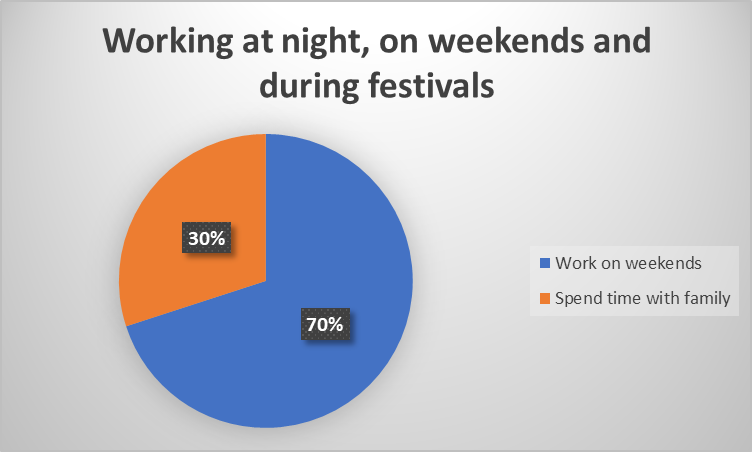 Working at night, on weekends and
during festivals
30%
70%
Work on weekends
Spend time with family